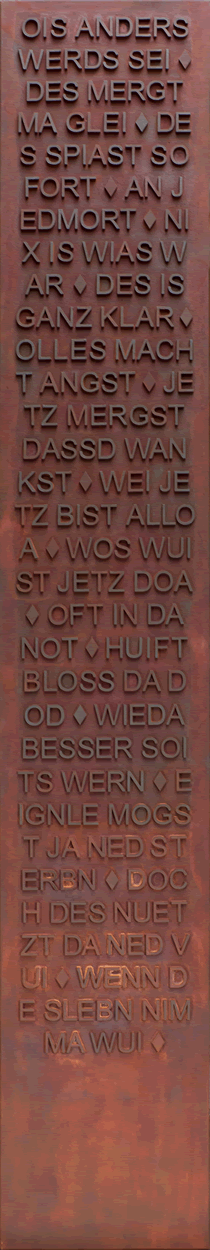 OIS ANDERS
WERDS SEI ♦
DES MERGT
MA GLEI ♦ DE
S SPIAST SO
FORT ♦ AN J
EDMORT ♦ NI
X IS WIAS W
AR ♦ DES IS
GANZ KLAR ♦
OLLES MACH
T ANGST ♦ JE
TZ MERGST
DASSD WAN
KST ♦ WEI JE
TZ BIST ALLO
A ♦ WOS WUI
ST JETZ DOA
♦ OFT IN DA
NOT ♦ HUIFT
BLOSS DA D
OD ♦ WIEDA
BESSER SOI
TS WERN ♦ E
IGNLE MOGS
T JA NED ST
ERBN ♦ DOC
H DES NUET
ZT DA NED V
UI ♦ WENN D
E SLEBN NIM
MA WUI ♦